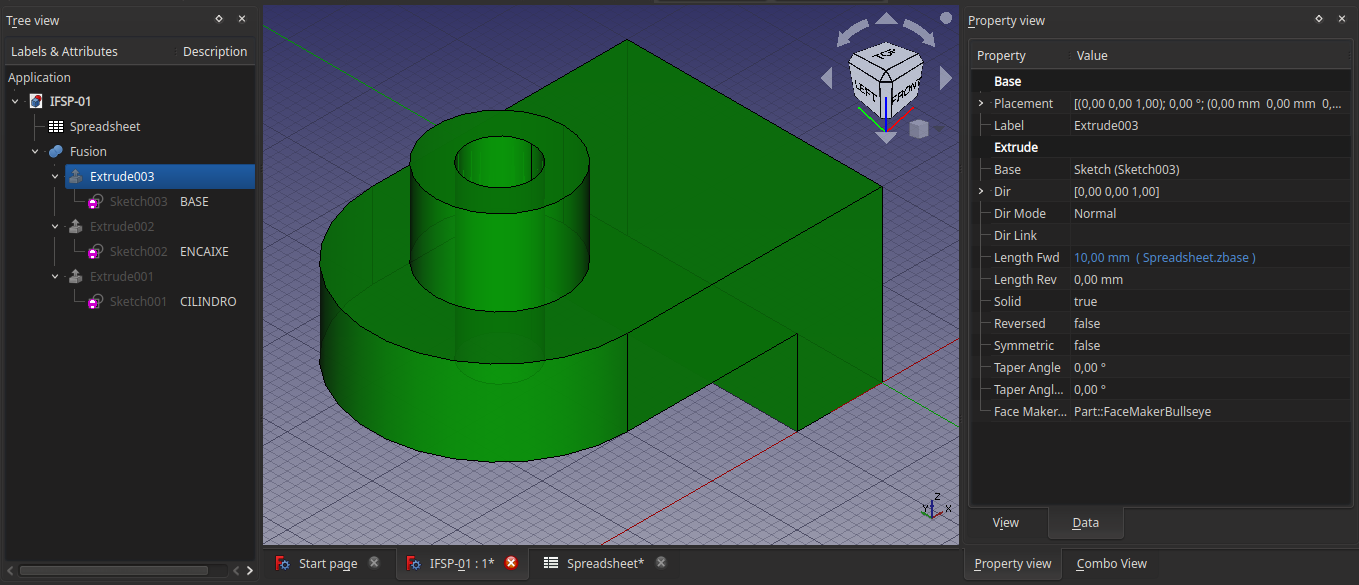 Tree view
Labels & Attributes Description
Application
IFSP-01
Spreadsheet
Fusion
Extrude003
Sketch003 BASE
Extrude002
Sketch002 ENCAIXE
Extrude001
Sketch001 CILINDRO
TOP
LEFT
FRONT
Z
Y
X
Start page
IFSP-01 : 1*
Spreadsheet*
Property view
Property Value
Base
Placement [(0,00 0,00 1,00); 0,00 °; (0,00 mm 0,00 mm 0,...
Label Extrude003
Extrude
Base Sketch (Sketch003)
Dir [0,00 0,00 1,00]
Dir Mode Normal
Dir Link
Length Fwd 10,00 mm ( Spreadsheet.zbase )
Length Rev 0,00 mm
Solid true
Reversed false
Symmetric false
Taper Angle 0,00 °
Taper Angl... 0,00 °
Face Maker... Part::FaceMakerBullseye
View Data
Property view Combo View